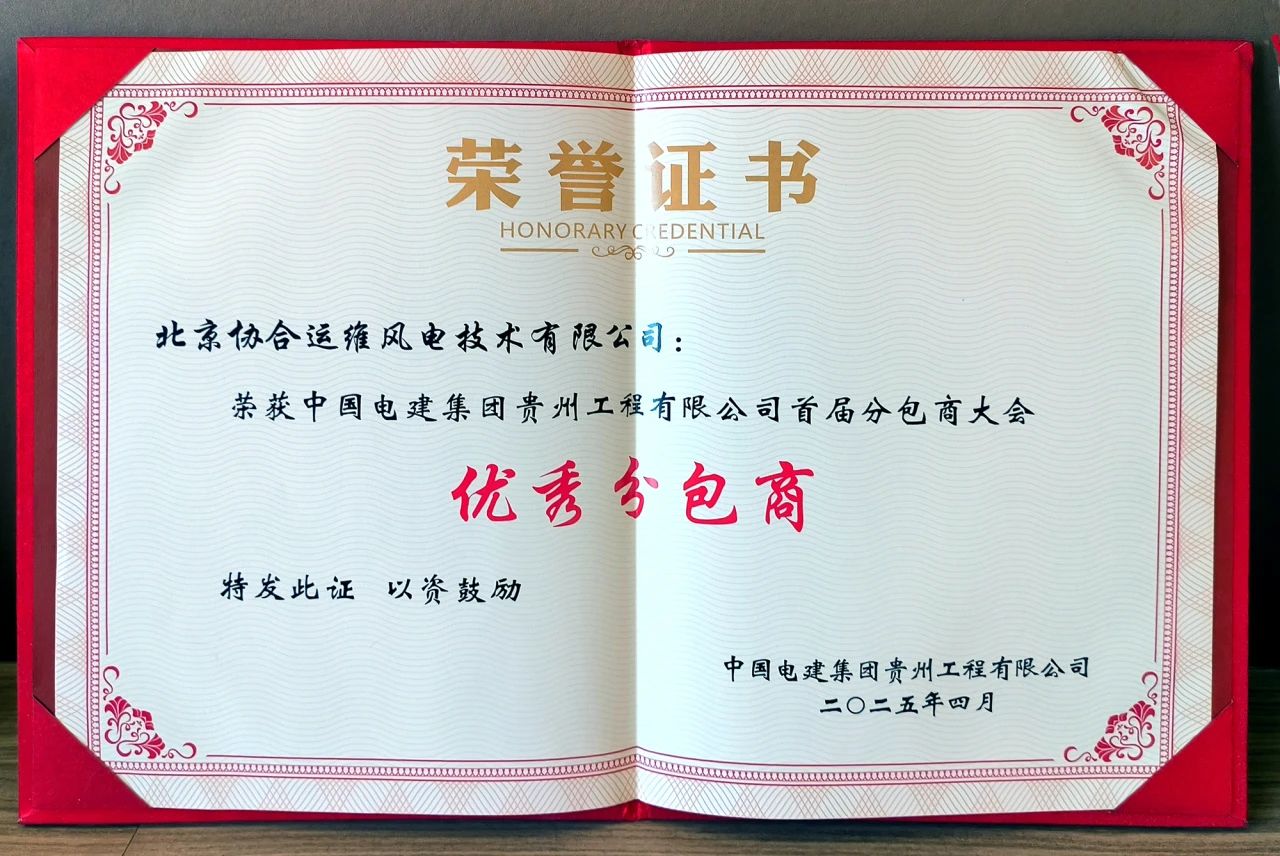 荣誉证书
HONORARY CREDENTIAL
北京协合运维风电技术有限公司：
荣获中国电建集团贵州工程有限公司首届分包商大会
优秀分包商
特发此证 以资鼓励
中国电建集团贵州工程有限公司
二〇二五年四月